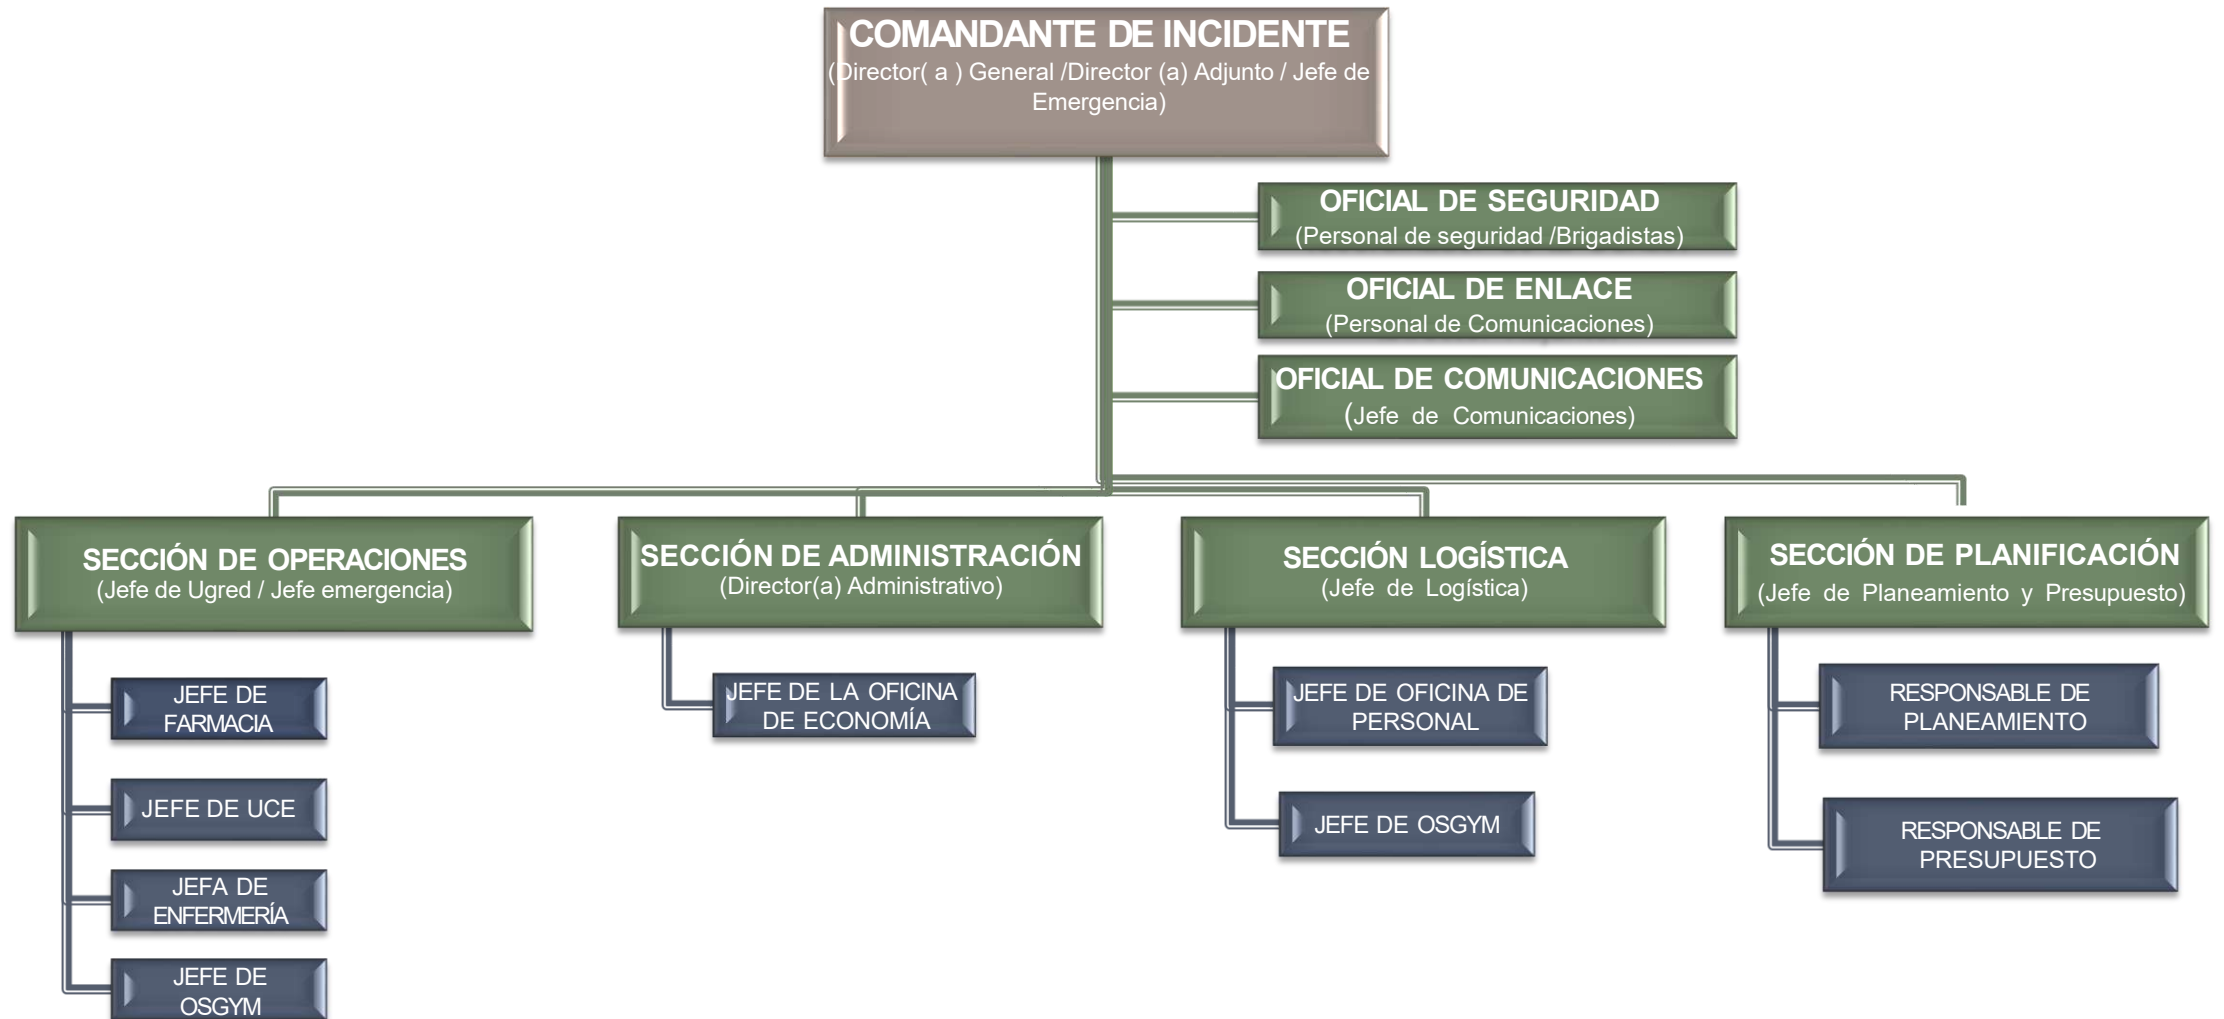 COMANDANTE DE INCIDENTE
(Director( a ) General /Director (a) Adjunto / Jefe de
Emergencia)
OFICIAL DE SEGURIDAD
(Personal de seguridad /Brigadistas)
OFICIAL DE ENLACE
(Personal de Comunicaciones)
OFICIAL DE COMUNICACIONES
(Jefe de Comunicaciones)
SECCIÓN DE OPERACIONES
(Jefe de Ugred / Jefe emergencia)
JEFE DE
FARMACIA
JEFE DE UCE
JEFA DE
ENFERMERÍA
JEFE DE
OSGYM
SECCIÓN DE ADMINISTRACIÓN
(Director(a) Administrativo)
JEFE DE LA OFICINA
DE ECONOMÍA
SECCIÓN LOGÍSTICA
(Jefe de Logística)
JEFE DE OFICINA DE
PERSONAL
JEFE DE OSGYM
SECCIÓN DE PLANIFICACIÓN
(Jefe de Planeamiento y Presupuesto)
RESPONSABLE DE
PLANEAMIENTO
RESPONSABLE DE
PRESUPUESTO